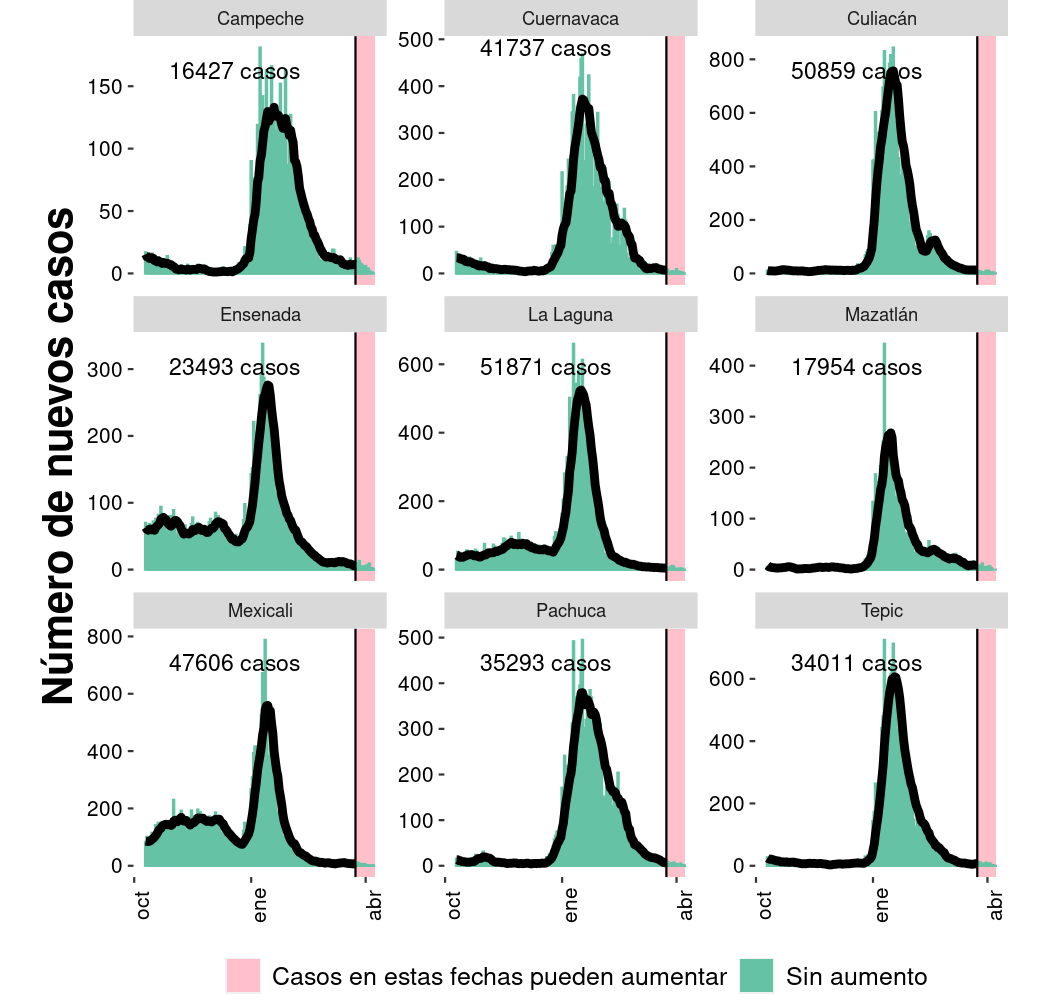 Número de nuevos casos
Campeche
Cuernavaca
Culiacán
16427 casos
41737 casos
50859 casos
150
100
50
0
500
400
300
200
100
0
800
600
400
200
0
Ensenada
La Laguna
Mazatlán
23493 casos
51871 casos
17954 casos
300
200
100
0
600
400
200
0
400
300
200
100
0
Mexicali
Pachuca
Tepic
47606 casos
35293 casos
34011 casos
800
600
400
200
0
500
400
300
200
100
0
600
400
200
0
oct
ene
abr
oct
ene
abr
oct
ene
abr
Casos en estas fechas pueden aumentar
Sin aumento